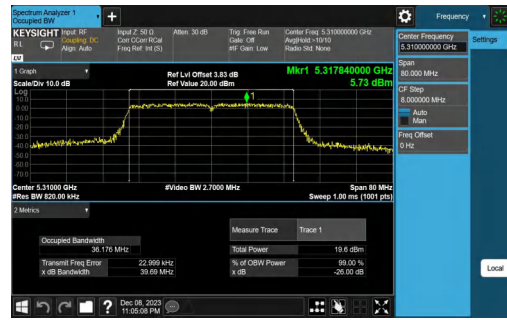 Spectrum Analyzer 1
Occupied BW
+
Frequency
KEYSIGHT
RL
Input: RF
Coupling: DC
Align: Auto
Input Z: 50 Ω
Corr CCorr RCal
Freq Ref: Int (S)
Atten: 30 dB
Trig: Free Run
Gate: Off
#IF Gain: Low
Center Freq: 5.310000000 GHz
Avg|Hold:>10/10
Radio Std: None
LV
Center Frequency
5.310000000 GHz
Settings
Span
80.000 MHz
CF Step
8.000000 MHz
Auto
Man
Freq Offset
0 Hz
Local
1 Graph
Scale/Div 10.0 dB
Ref Lvl Offset 3.83 dB
Ref Value 20.00 dBm
Mkr1 5.317840000 GHz
5.73 dBm
Log
10.0
0.00
-10.0
-20.0
-30.0
-40.0
-50.0
-60.0
-70.0
1
Center 5.31000 GHz
#Res BW 820.00 kHz
#Video BW 2.7000 MHz
Span 80 MHz
Sweep 1.00 ms (1001 pts)
2 Metrics
Measure Trace
Trace 1
Occupied Bandwidth
36.176 MHz
Total Power
19.6 dBm
Transmit Freq Error
22.999 kHz
% of OBW Power
99.00 %
x dB Bandwidth
39.69 MHz
x dB
-26.00 dB
?
Dec 08, 2023
11:05:08 PM